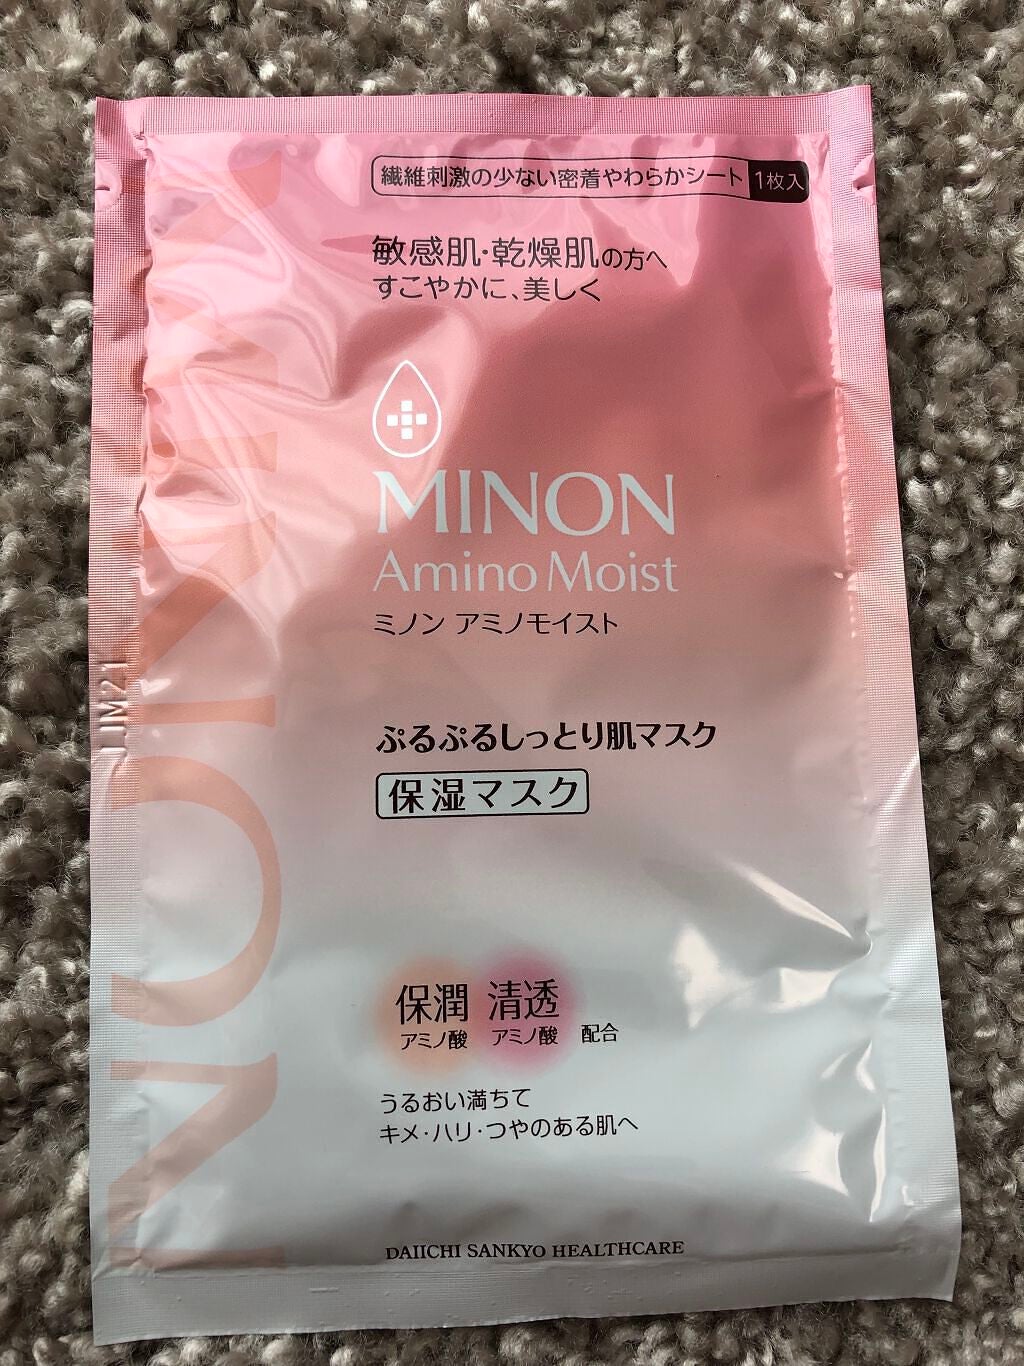 繊維刺激の少ない密着やわらかシート 1枚入
敏感肌・乾燥肌の方へ
すこやかに、美しく
MINON
Amino Moist
ミノン アミノモイスト
ぷるぷるしっとり肌マスク
保湿マスク
保潤 清透
アミノ酸 アミノ酸 配合
うるおい満ちて
キメ・ハリ・つやのある肌へ
DAIICHI SANKYO HEALTHCARE
MINON